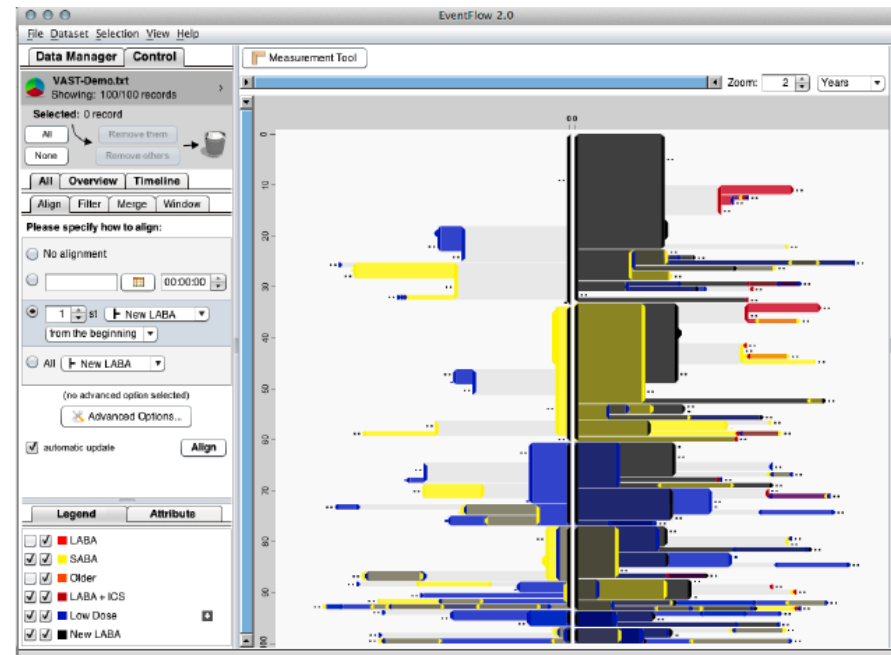 EventFlow 2.0
File Dataset Selection View Help
Data Manager Control
Measurement Tool
VAST-Demo.txt
Showing: 100/100 records
Zoom: 2 Years
Selected: 0 record
All Remove them
None Remove others
All Overview Timeline
Align Filter Merge Window
Please specify how to align:
No alignment
00:00:00
1 st New LABA
from the beginning
All New LABA
(no advanced option selected)
Advanced Options...
automatic update Align
Legend Attribute
LABA
SABA
Older
LABA + ICS
Low Dose
New LABA
0 0
0
10
20
30
40
50
60
70
80
90
100